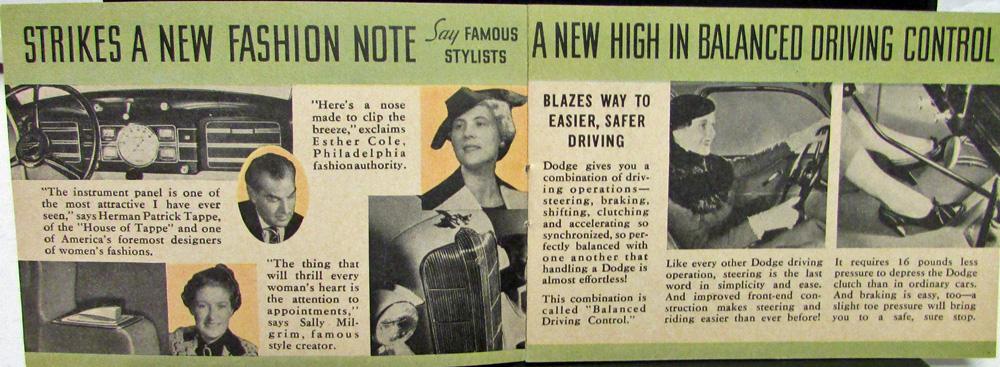 STRIKES A NEW FASHION NOTE Say FAMOUS
STYLISTS
"Here's a nose
made to clip the
breeze," exclaims
Esther Cole,
Philadelphia
fashion authority.
"The instrument panel is one of
the most attractive I have ever
seen," says Herman Patrick Tappe,
of the "House of Tappe" and one
of America's foremost designers
of women's fashions.
"The thing that
will thrill every
woman's heart is
the attention to
appointments,"
says Sally Mil-
grim, famous
style creator.
A NEW HIGH IN BALANCED DRIVING CONTROL
BLAZES WAY TO
EASIER, SAFER
DRIVING
Dodge gives you a
combination of driv-
ing operations—
steering, braking,
shifting, clutching
and accelerating so
synchronized, so per-
fectly balanced with
one another that
handling a Dodge is
almost effortless!
This combination is
called "Balanced
Driving Control."
Like every other Dodge driving
operation, steering is the last
word in simplicity and ease.
And improved front-end con-
struction makes steering and
riding easier than ever before!
It requires 16 pounds less
pressure to depress the Dodge
clutch than in ordinary cars.
And braking is easy, too—a
slight toe pressure will bring
you to a safe, sure stop.